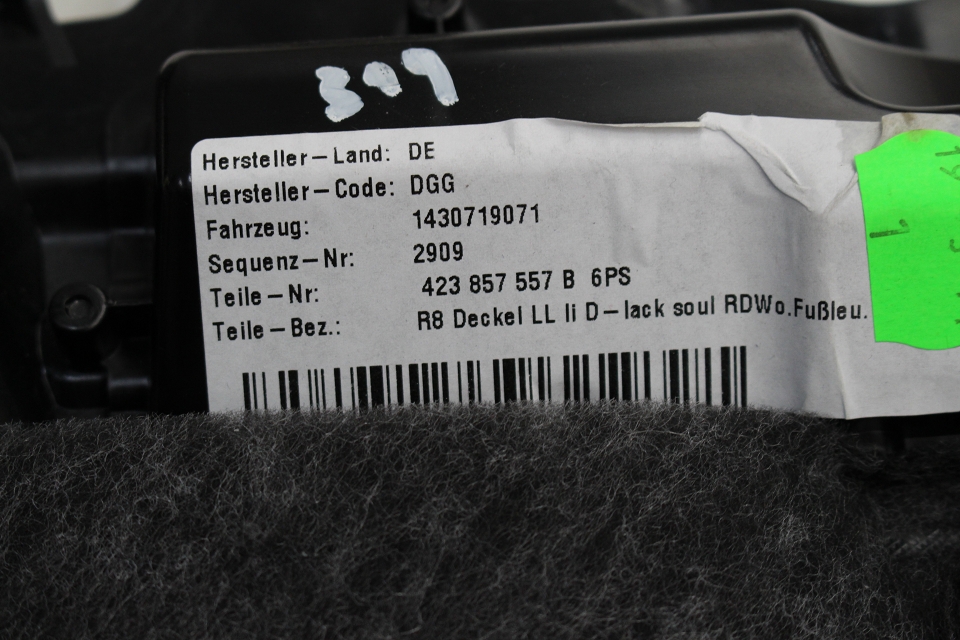 Hersteller-Land: DE
Hersteller-Code: DGG
Fahrzeug: 1430719071
Sequenz-Nr: 2909
Teile-Nr: 423 857 557 B 6PS
Teile-Bez.: R8 Deckel LL li D-lack soul RDWo.Fußleu.